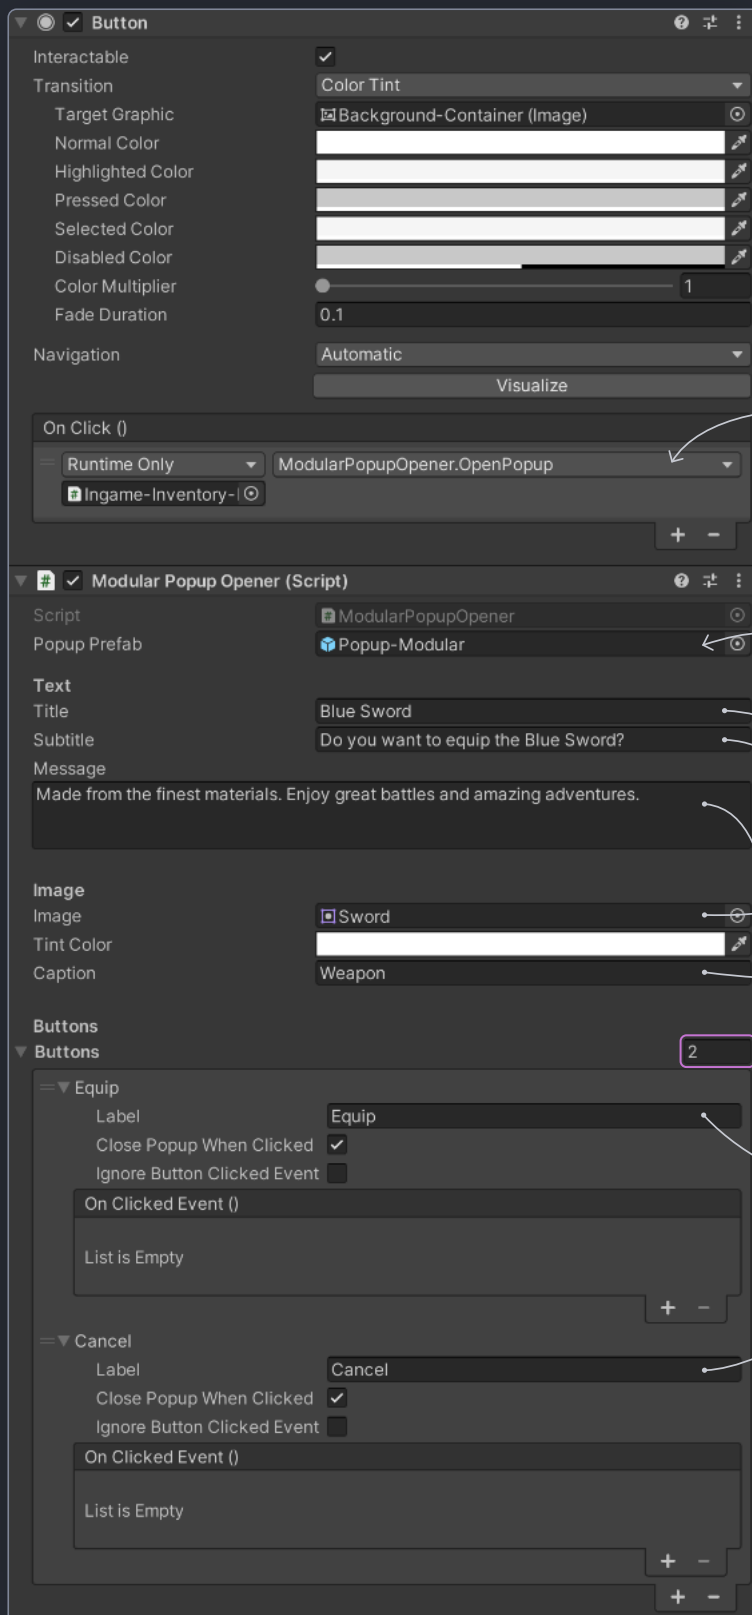 Button
Interactable
Transition Color Tint
Target Graphic Background-Container (Image)
Normal Color
Highlighted Color
Pressed Color
Selected Color
Disabled Color
Color Multiplier 1
Fade Duration 0.1
Navigation Automatic
Visualize
On Click ()
Runtime Only ModularPopupOpener.OpenPopup
# Ingame-Inventory-
# Modular Popup Opener (Script)
Script # ModularPopupOpener
Popup Prefab Popup-Modular
Text
Title Blue Sword
Subtitle Do you want to equip the Blue Sword?
Message
Made from the finest materials. Enjoy great battles and amazing adventures.
Image
Image Sword
Tint Color
Caption Weapon
Buttons
Buttons 2
Equip
Label Equip
Close Popup When Clicked
Ignore Button Clicked Event
On Clicked Event ()
List is Empty
+ −
Cancel
Label Cancel
Close Popup When Clicked
Ignore Button Clicked Event
On Clicked Event ()
List is Empty
+ −
+ −